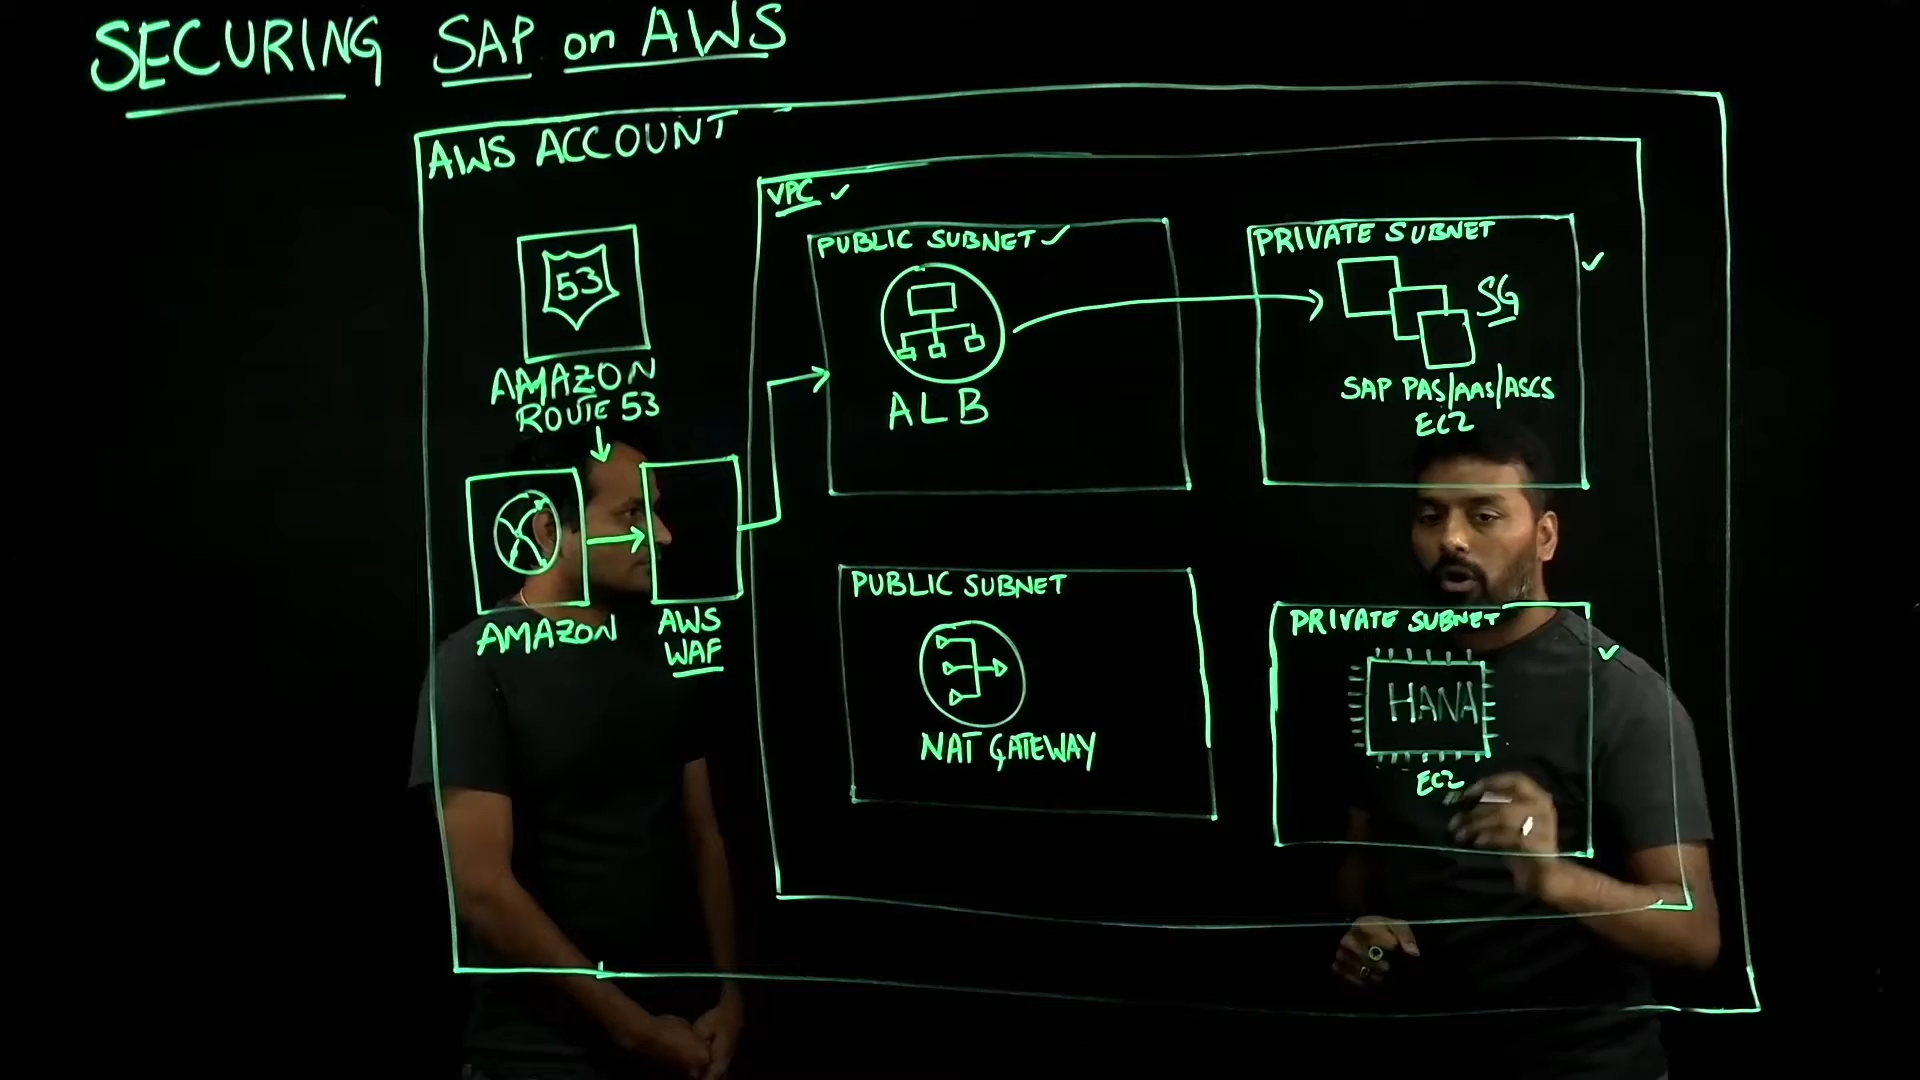 SECURING SAP on AWS
AWS ACCOUNT
VPC ✓
53
AMAZON
ROUTE 53
AMAZON
AWS
WAF
PUBLIC SUBNET ✓
ALB
PRIVATE SUBNET
✓
SG
SAP PAS/AAS/ASCS
EC2
PUBLIC SUBNET
NAT GATEWAY
PRIVATE SUBNET
✓
HANA
EC2